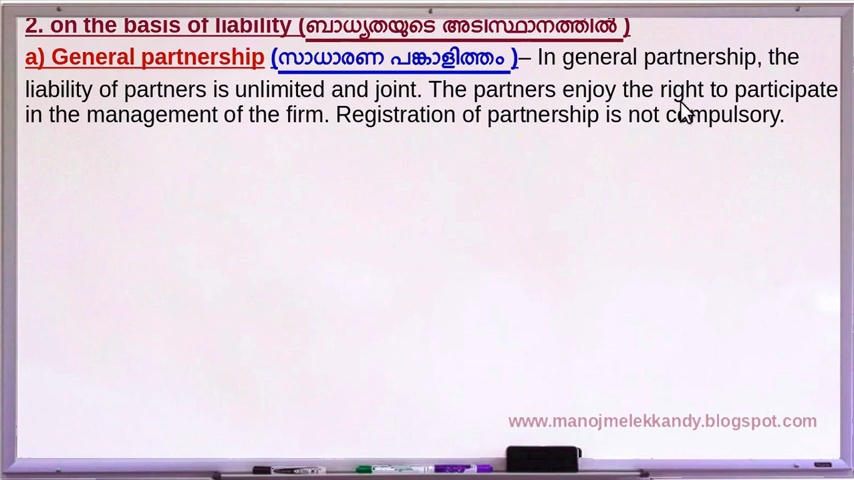 2. on the basis of liability (ബാധ്യതയുടെ അടിസ്ഥാനത്തിൽ )
a) General partnership (സാധാരണ പങ്കാളിത്തം )– In general partnership, the
liability of partners is unlimited and joint. The partners enjoy the right to participate
in the management of the firm. Registration of partnership is not compulsory.
www.manojmelekkandy.blogspot.com